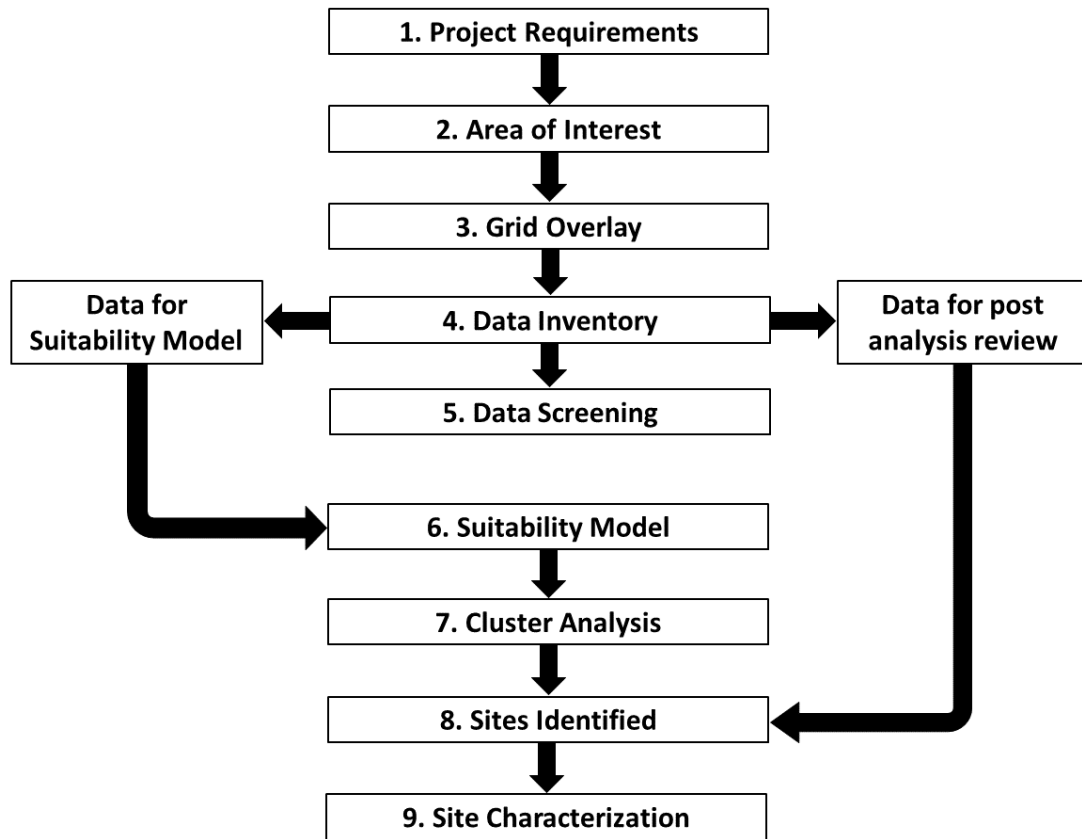 1. Project Requirements
2. Area of Interest
3. Grid Overlay
Data for
Suitability Model
4. Data Inventory
Data for post
analysis review
5. Data Screening
6. Suitability Model
7. Cluster Analysis
8. Sites Identified
9. Site Characterization